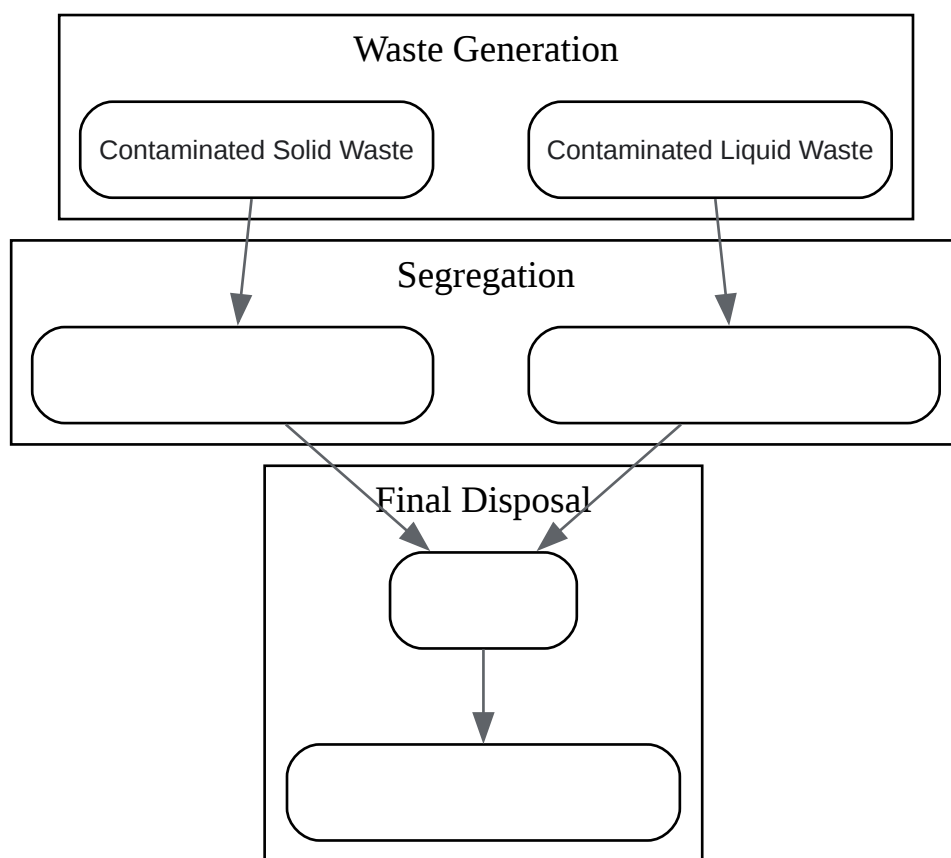 Waste Generation
Contaminated Solid Waste
Contaminated Liquid Waste
Segregation
Final Disposal